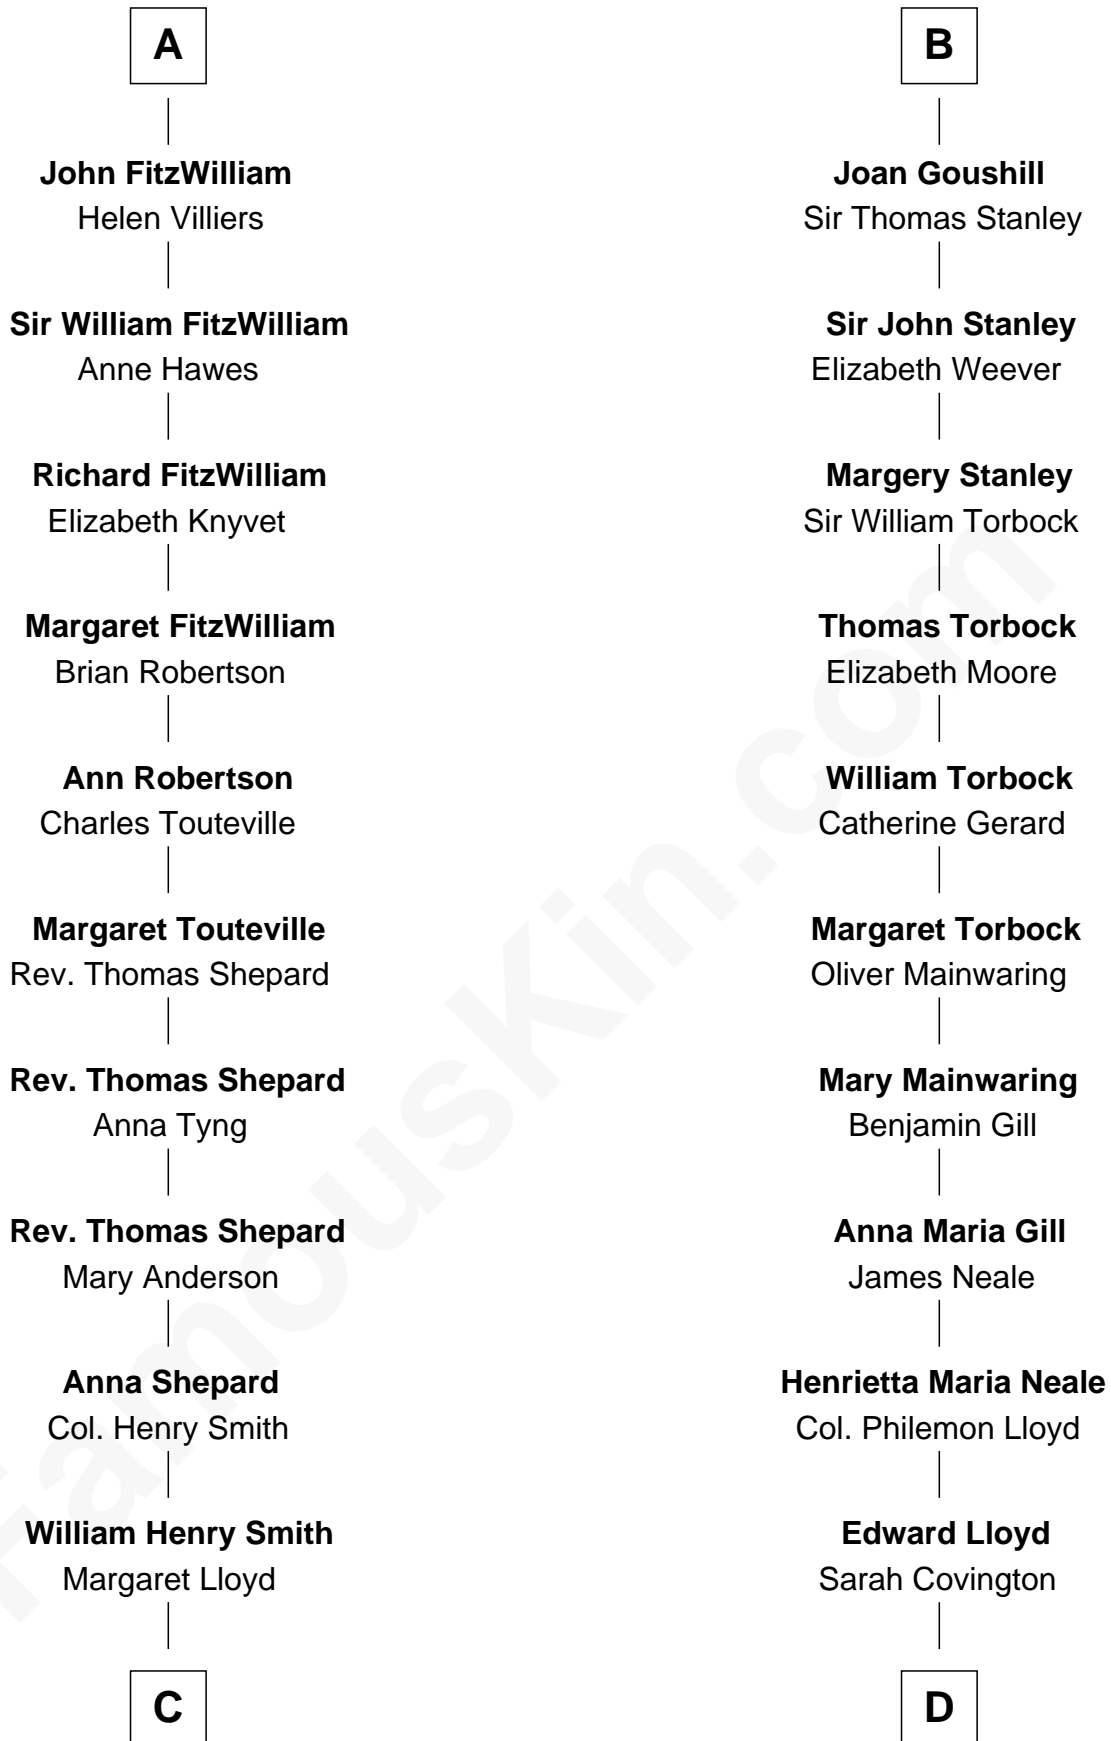 A
John FitzWilliam
Helen Villiers
Sir William FitzWilliam
Anne Hawes
Richard FitzWilliam
Elizabeth Knyvet
Margaret FitzWilliam
Brian Robertson
Ann Robertson
Charles Touteville
Margaret Touteville
Rev. Thomas Shepard
Rev. Thomas Shepard
Anna Tyng
Rev. Thomas Shepard
Mary Anderson
Anna Shepard
Col. Henry Smith
William Henry Smith
Margaret Lloyd
C
B
Joan Goushill
Sir Thomas Stanley
Sir John Stanley
Elizabeth Weever
Margery Stanley
Sir William Torbock
Thomas Torbock
Elizabeth Moore
William Torbock
Catherine Gerard
Margaret Torbock
Oliver Mainwaring
Mary Mainwaring
Benjamin Gill
Anna Maria Gill
James Neale
Henrietta Maria Neale
Col. Philemon Lloyd
Edward Lloyd
Sarah Covington
D
FamousKin.com